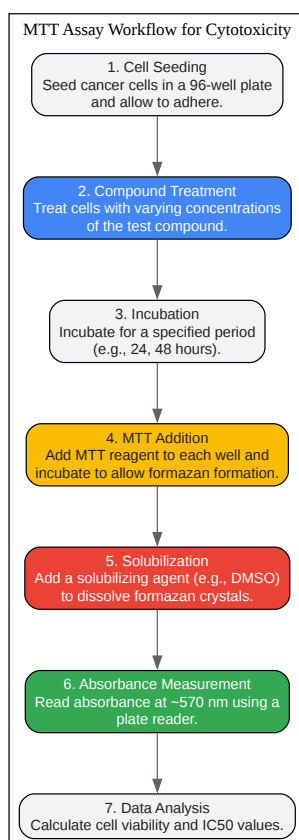 MTT Assay Workflow for Cytotoxicity
1. Cell Seeding
Seed cancer cells in a 96-well plate
and allow to adhere.
2. Compound Treatment
Treat cells with varying concentrations
of the test compound.
3. Incubation
Incubate for a specified period
(e.g., 24, 48 hours).
4. MTT Addition
Add MTT reagent to each well and
incubate to allow formazan formation.
5. Solubilization
Add a solubilizing agent (e.g., DMSO)
to dissolve formazan crystals.
6. Absorbance Measurement
Read absorbance at ~570 nm using a
plate reader.
7. Data Analysis
Calculate cell viability and IC50 values.